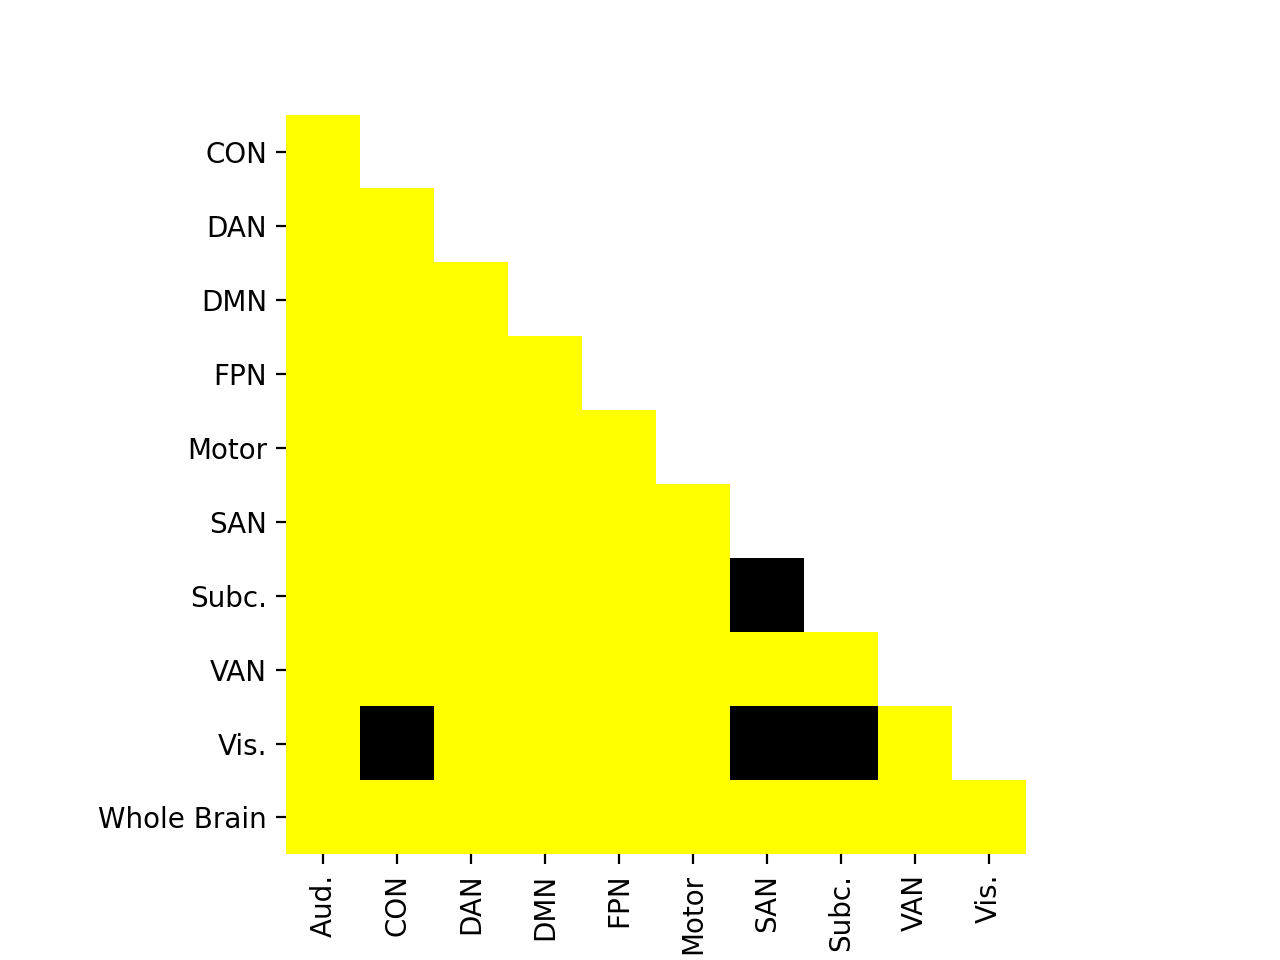 CON
DAN
DMN
FPN
Motor
SAN
Subc.
VAN
Vis.
Whole Brain
Aud.
CON
DAN
DMN
FPN
Motor
SAN
Subc.
VAN
Vis.